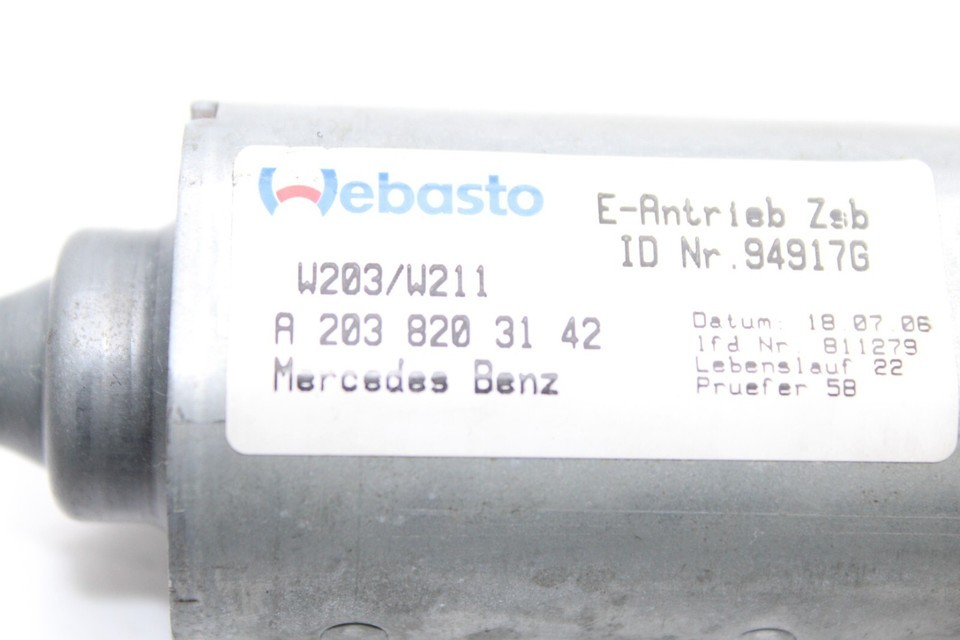 Webasto
E-Antrieb Zsb
ID Nr.94917G
W203/W211
A 203 820 31 42
Mercedes Benz
Datum: 18.07.06
lfd Nr. 811279
Lebenslauf 22
Pruefer 58